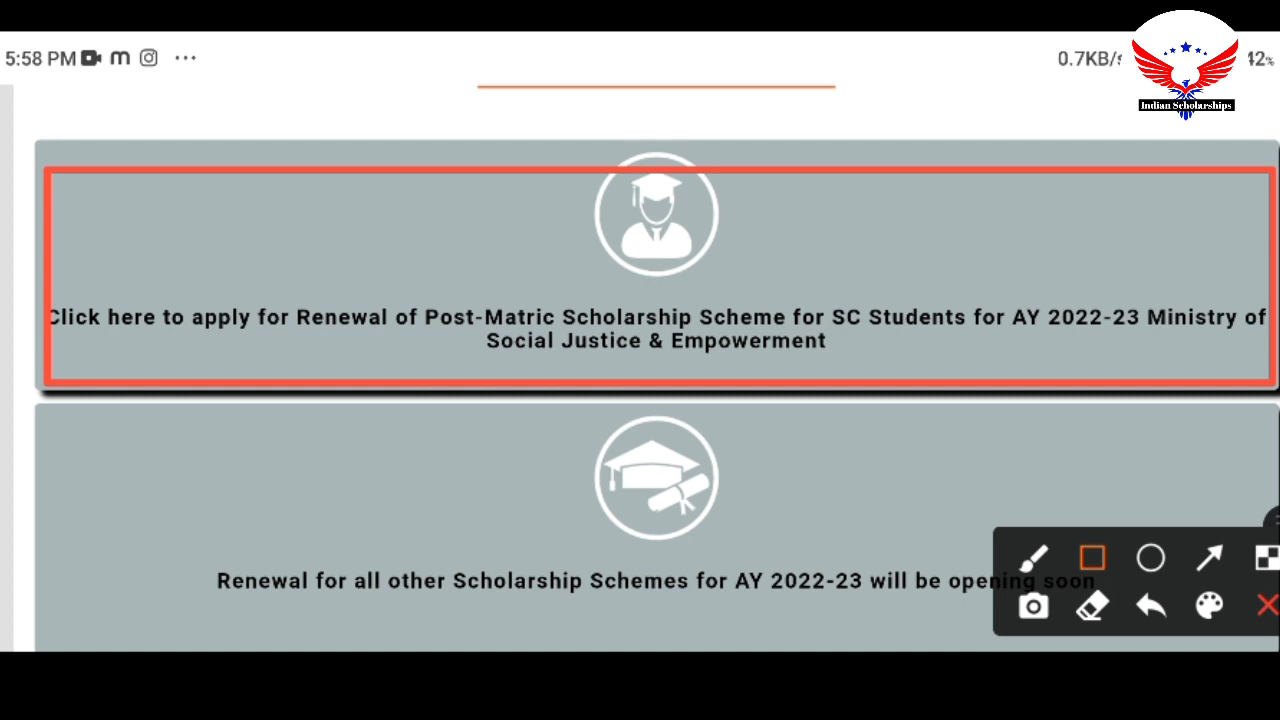 5:58 PM
0.7KB/s
42%
Indian Scholarships
Click here to apply for Renewal of Post-Matric Scholarship Scheme for SC Students for AY 2022-23 Ministry of
Social Justice & Empowerment
Renewal for all other Scholarship Schemes for AY 2022-23 will be opening soon